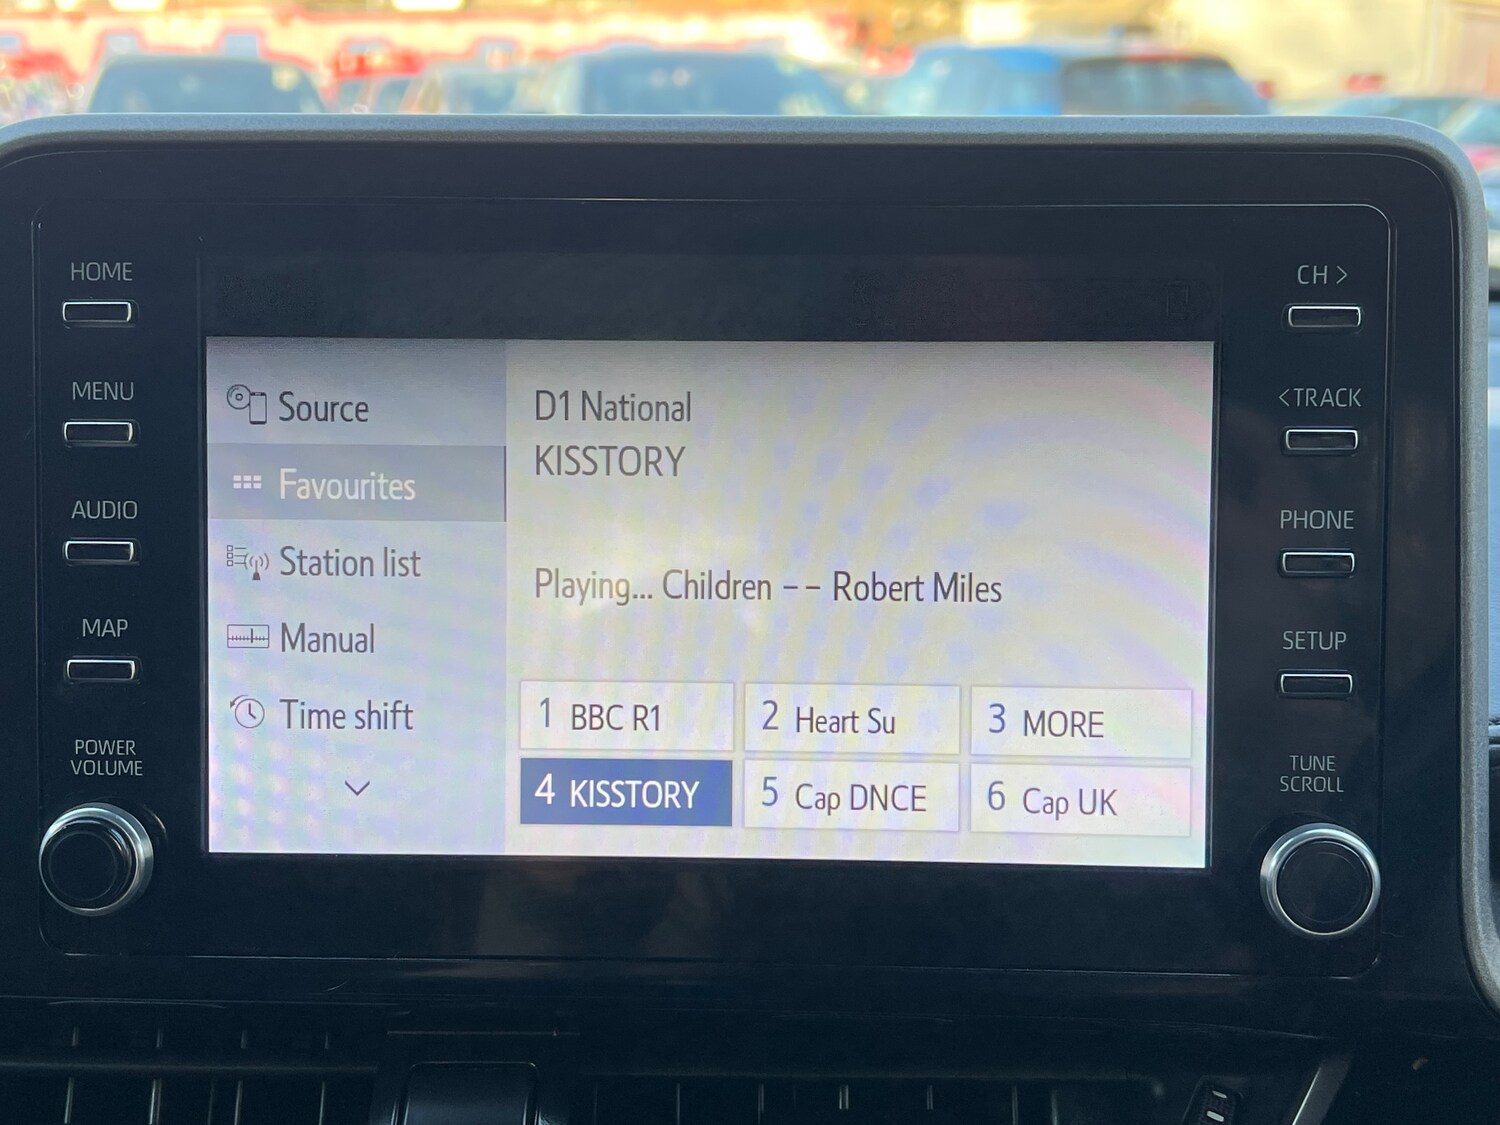 HOME
MENU
AUDIO
MAP
POWER
VOLUME
Source
Favourites
Station list
Manual
Time shift
D1 National
KISSTORY
Playing... Children -- Robert Miles
1 BBC R1
2 Heart Su
3 MORE
4 KISSTORY
5 Cap DNCE
6 Cap UK
CH >
< TRACK
PHONE
SETUP
TUNE
SCROLL